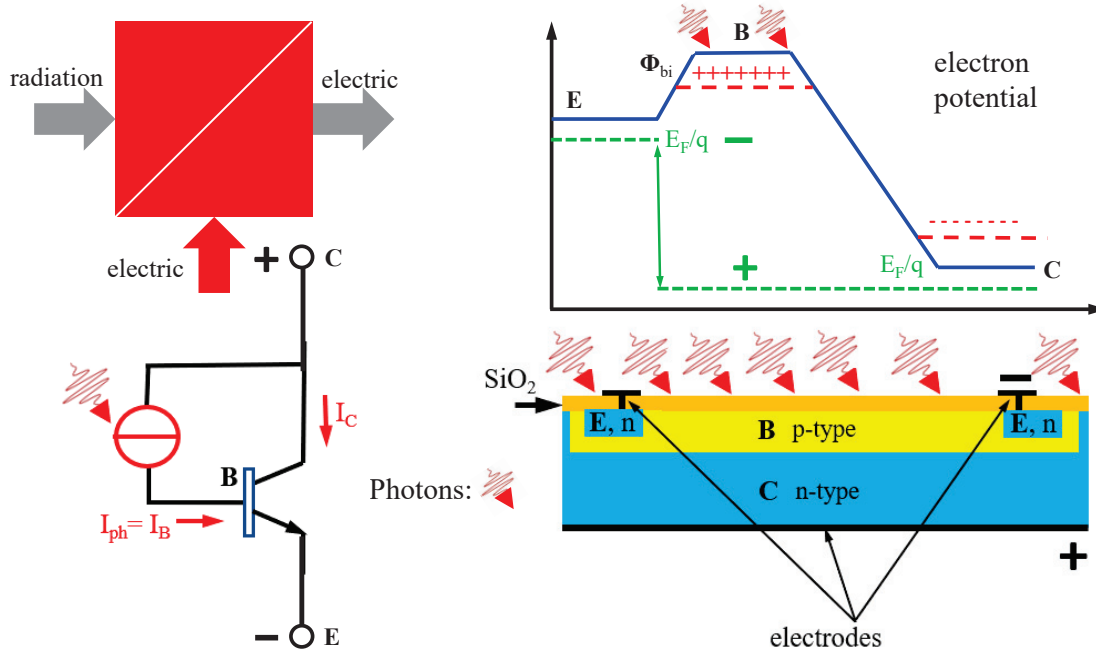 radiation
electric
electric
+
C
I_C
B
I_ph= I_B
−
E
B
Φ_bi
+++++++
electron
potential
E
E_F/q
−
+
E_F/q
C
SiO₂
−
E, n
B p-type
E, n
C n-type
Photons:
+
electrodes